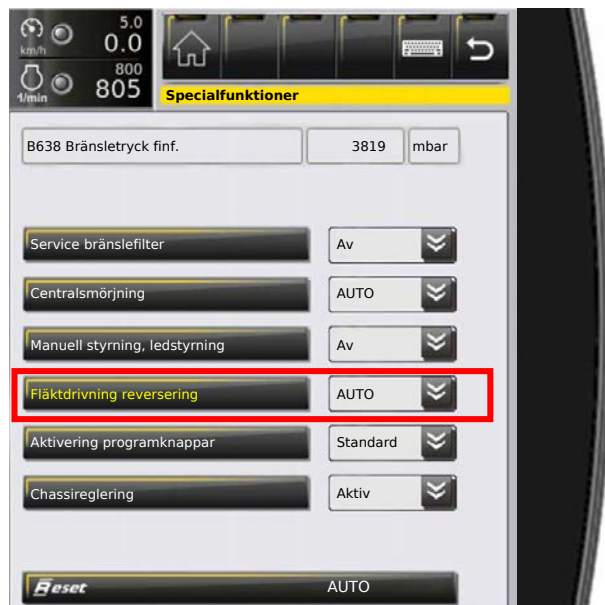 5.0
km/h 0.0
800
1/min 805
Specialfunktioner
B638 Bränsletryck finf. 3819 mbar
Service bränslefilter Av
Centralsmörjning AUTO
Manuell styrning, ledstyrning Av
Fläktdrivning reversering AUTO
Aktivering programknappar Standard
Chassireglering Aktiv
Reset AUTO